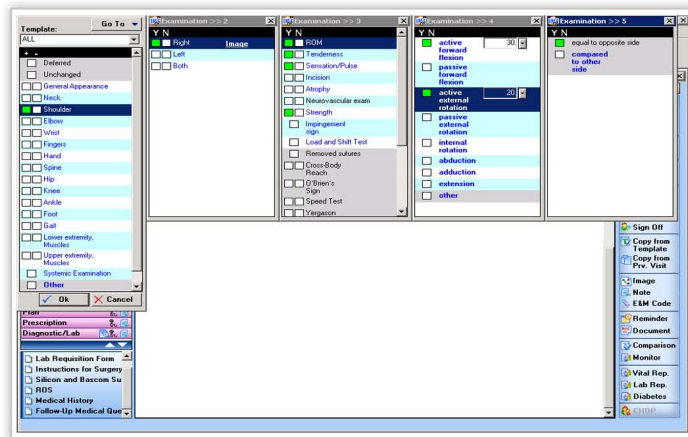 Template:
Go To
ALL
+ -
Deferred
Unchanged
General Appearance
Neck
Shoulder
Elbow
Wrist
Fingers
Hand
Spine
Hip
Knee
Ankle
Foot
Gait
Lower extremity,
Muscles
Upper extremity,
Muscles
Systemic Examination
Other
Ok
Cancel
Examination >> 2
Y N
Right Image
Left
Both
Examination >> 3
Y N
ROM
Tenderness
Sensation/Pulse
Incision
Atrophy
Neurovascular exam
Strength
Impingement
sign
Load and Shift Test
Removed sutures
Cross-Body
Reach
O'Brien's
Sign
Speed Test
Yergason
Examination >> 4
Y N
active 30.
forward
flexion
passive
forward
flexion
active 20.
external
rotation
passive
external
rotation
internal
rotation
abduction
adduction
extension
other
Examination >> 5
Y N
equal to opposite side
compared
to other
side
Plan
Prescription
Diagnostic/Lab
Lab Requisition Form
Instructions for Surgery
Silicon and Bascom Su
ROS
Medical History
Follow-Up Medical Que
Sign Off
Copy from
Template
Copy from
Prv. Visit
Image
Note
E&M Code
Reminder
Document
Comparison
Monitor
Vital Rep.
Lab Rep.
Diabetes
CHDP